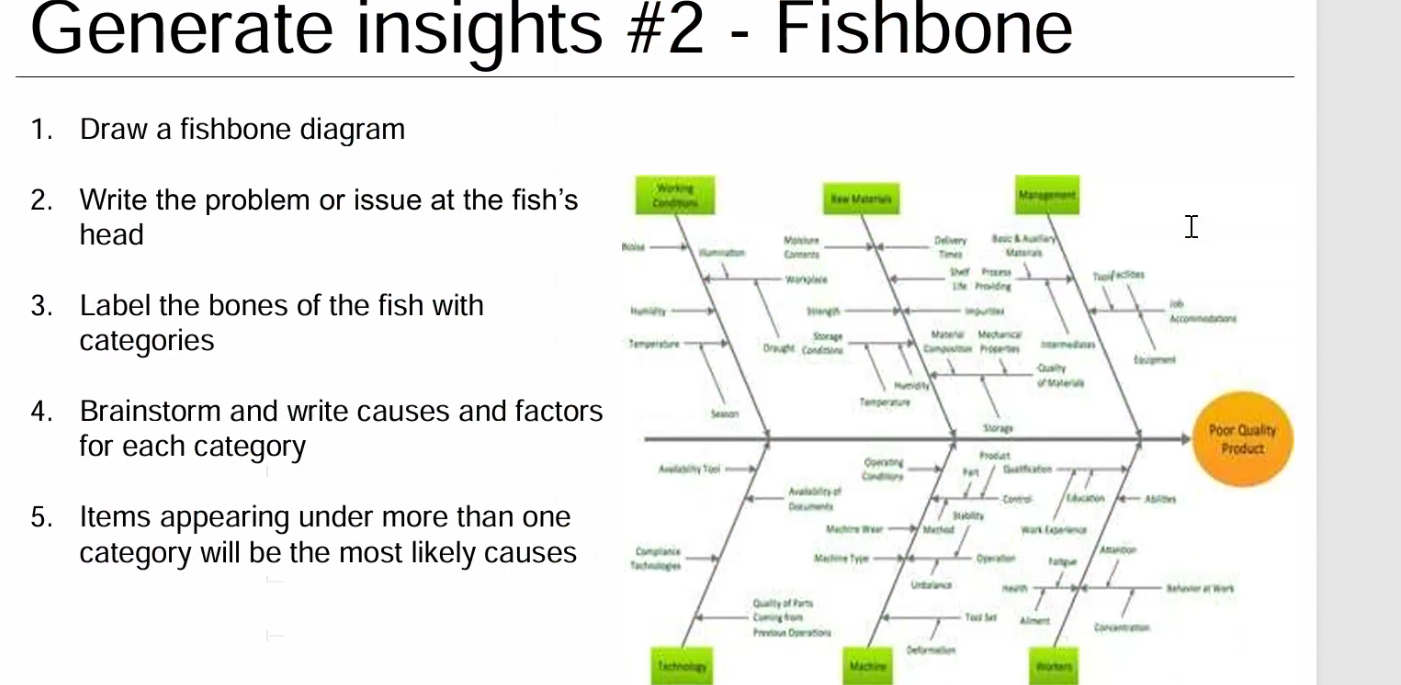 Generate insights #2 - Fishbone
1. Draw a fishbone diagram
2. Write the problem or issue at the fish's
head
3. Label the bones of the fish with
categories
4. Brainstorm and write causes and factors
for each category
5. Items appearing under more than one
category will be the most likely causes
Working
Conditions
Raw Materials
Management
Noise
Illumination
Moisture
Contents
Delivery
Times
Basic & Auxiliary
Materials
Workplace
Shelf
Life
Process
Providing
Humidity
Strength
Impurities
Job
Accommodations
Temperature
Drought
Storage
Conditions
Material
Composition
Mechanical
Properties
Intermediates
Equipment
Quality
of Materials
Humidity
Temperature
Season
Storage
Poor Quality
Product
Availability Tool
Operating
Conditions
Product
Part
Qualification
Availability of
Documents
Control
Education
Abilities
Stability
Machine Wear
Method
Work Experience
Compliance
Technologies
Machine Type
Operation
Fatigue
Attention
Unbalance
Health
Behavior at Work
Quality of Parts
Coming from
Previous Operations
Tool Set
Ailment
Concentration
Deformation
Technology
Machine
Workers